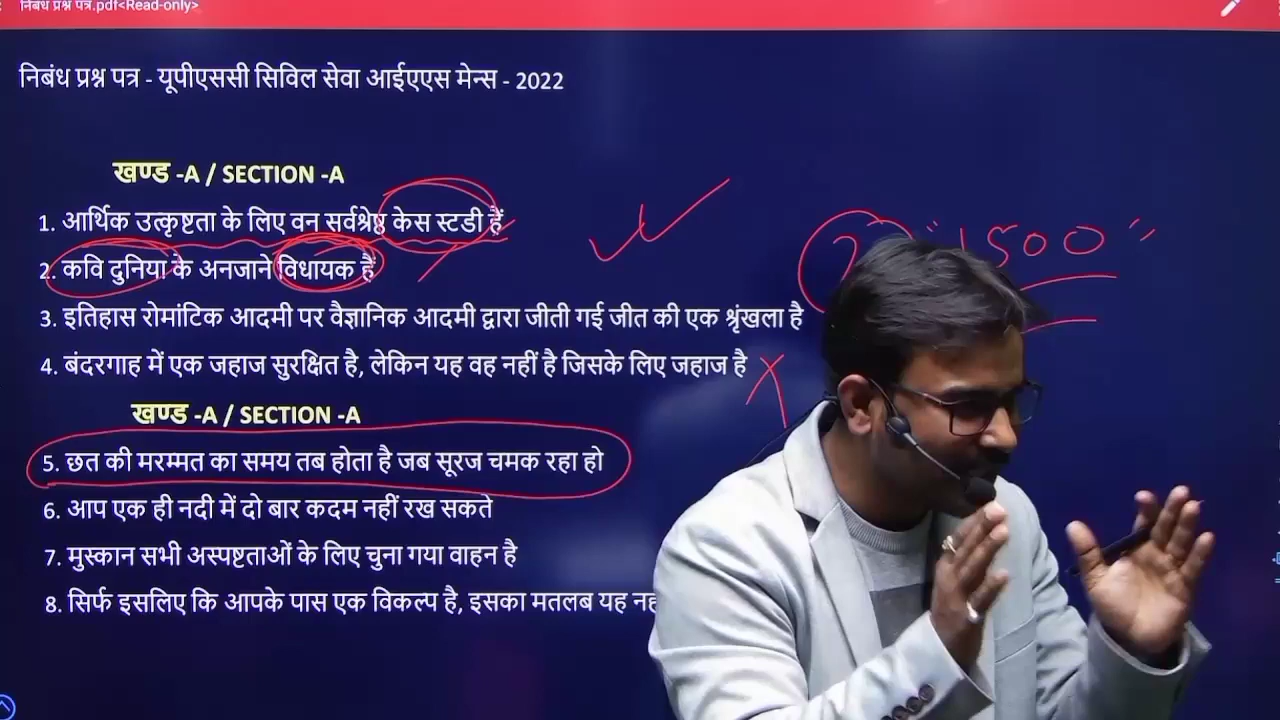 निबंध प्रश्न पत्र.pdf<Read-only>
निबंध प्रश्न पत्र - यूपीएससी सिविल सेवा आईएएस मेन्स - 2022
खण्ड -A / SECTION -A
1. आर्थिक उत्कृष्टता के लिए वन सर्वश्रेष्ठ केस स्टडी हैं
2. कवि दुनिया के अनजाने विधायक हैं
"1500"
3. इतिहास रोमांटिक आदमी पर वैज्ञानिक आदमी द्वारा जीती गई जीत की एक श्रृंखला है
4. बंदरगाह में एक जहाज सुरक्षित है, लेकिन यह वह नहीं है जिसके लिए जहाज है
खण्ड -A / SECTION -A
5. छत की मरम्मत का समय तब होता है जब सूरज चमक रहा हो
6. आप एक ही नदी में दो बार कदम नहीं रख सकते
7. मुस्कान सभी अस्पष्टताओं के लिए चुना गया वाहन है
8. सिर्फ इसलिए कि आपके पास एक विकल्प है, इसका मतलब यह